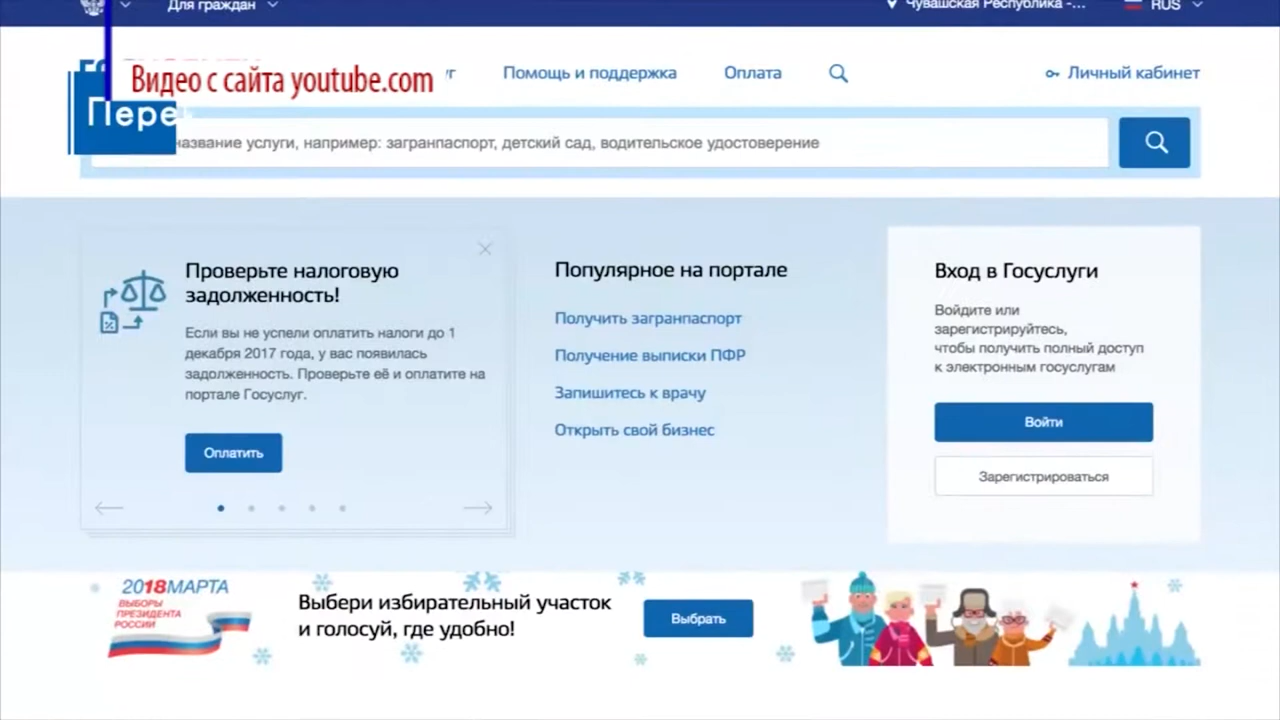 Для граждан
Чувашская Республика -...
RUS
Видео с сайта youtube.com
Помощь и поддержка
Оплата
Личный кабинет
название услуги, например: загранпаспорт, детский сад, водительское удостоверение
Проверьте налоговую
задолженность!
Если вы не успели оплатить налоги до 1
декабря 2017 года, у вас появилась
задолженность. Проверьте её и оплатите на
портале Госуслуг.
Оплатить
Популярное на портале
Получить загранпаспорт
Получение выписки ПФР
Запишитесь к врачу
Открыть свой бизнес
Вход в Госуслуги
Войдите или
зарегистрируйтесь,
чтобы получить полный доступ
к электронным госуслугам
Войти
Зарегистрироваться
2018МАРТА
ВЫБОРЫ
ПРЕЗИДЕНТА
РОССИИ
Выбери избирательный участок
и голосуй, где удобно!
Выбрать